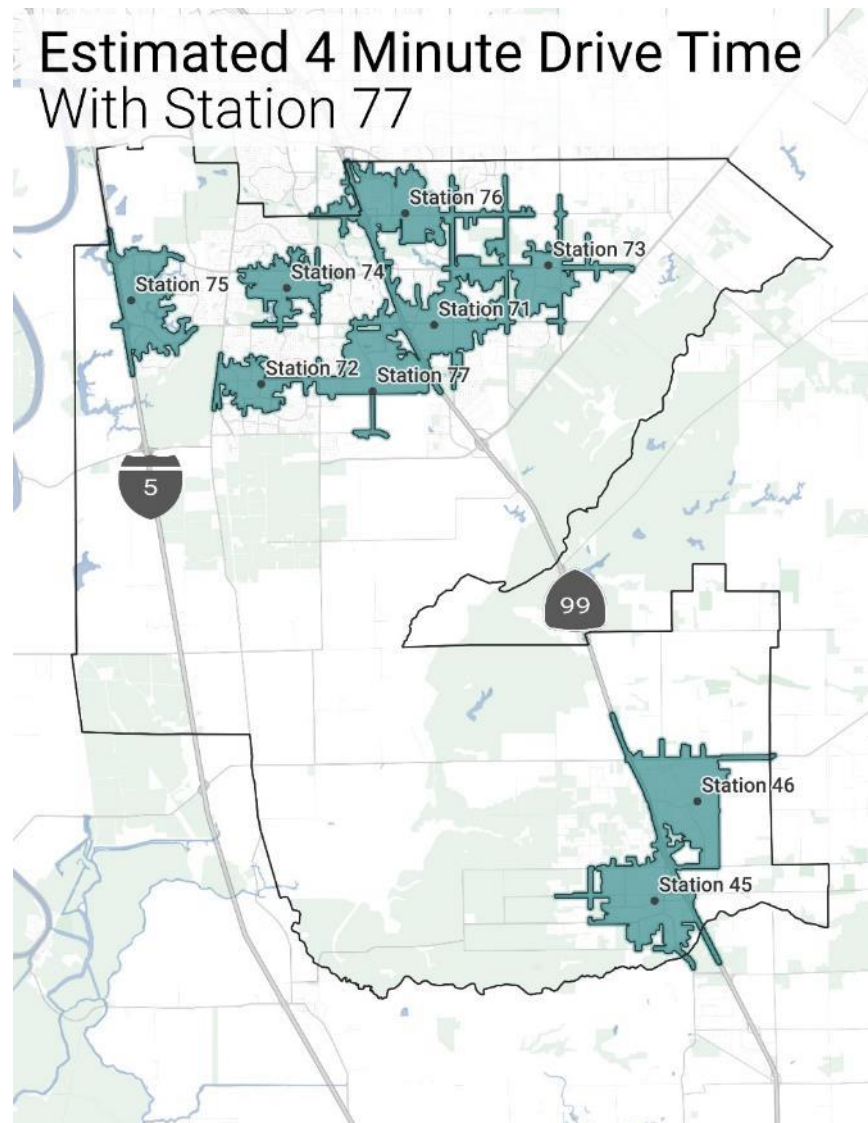 Estimated 4 Minute Drive Time
With Station 77
Station 76
Station 73
Station 75
Station 74
Station 71
Station 72
Station 77
5
99
Station 46
Station 45